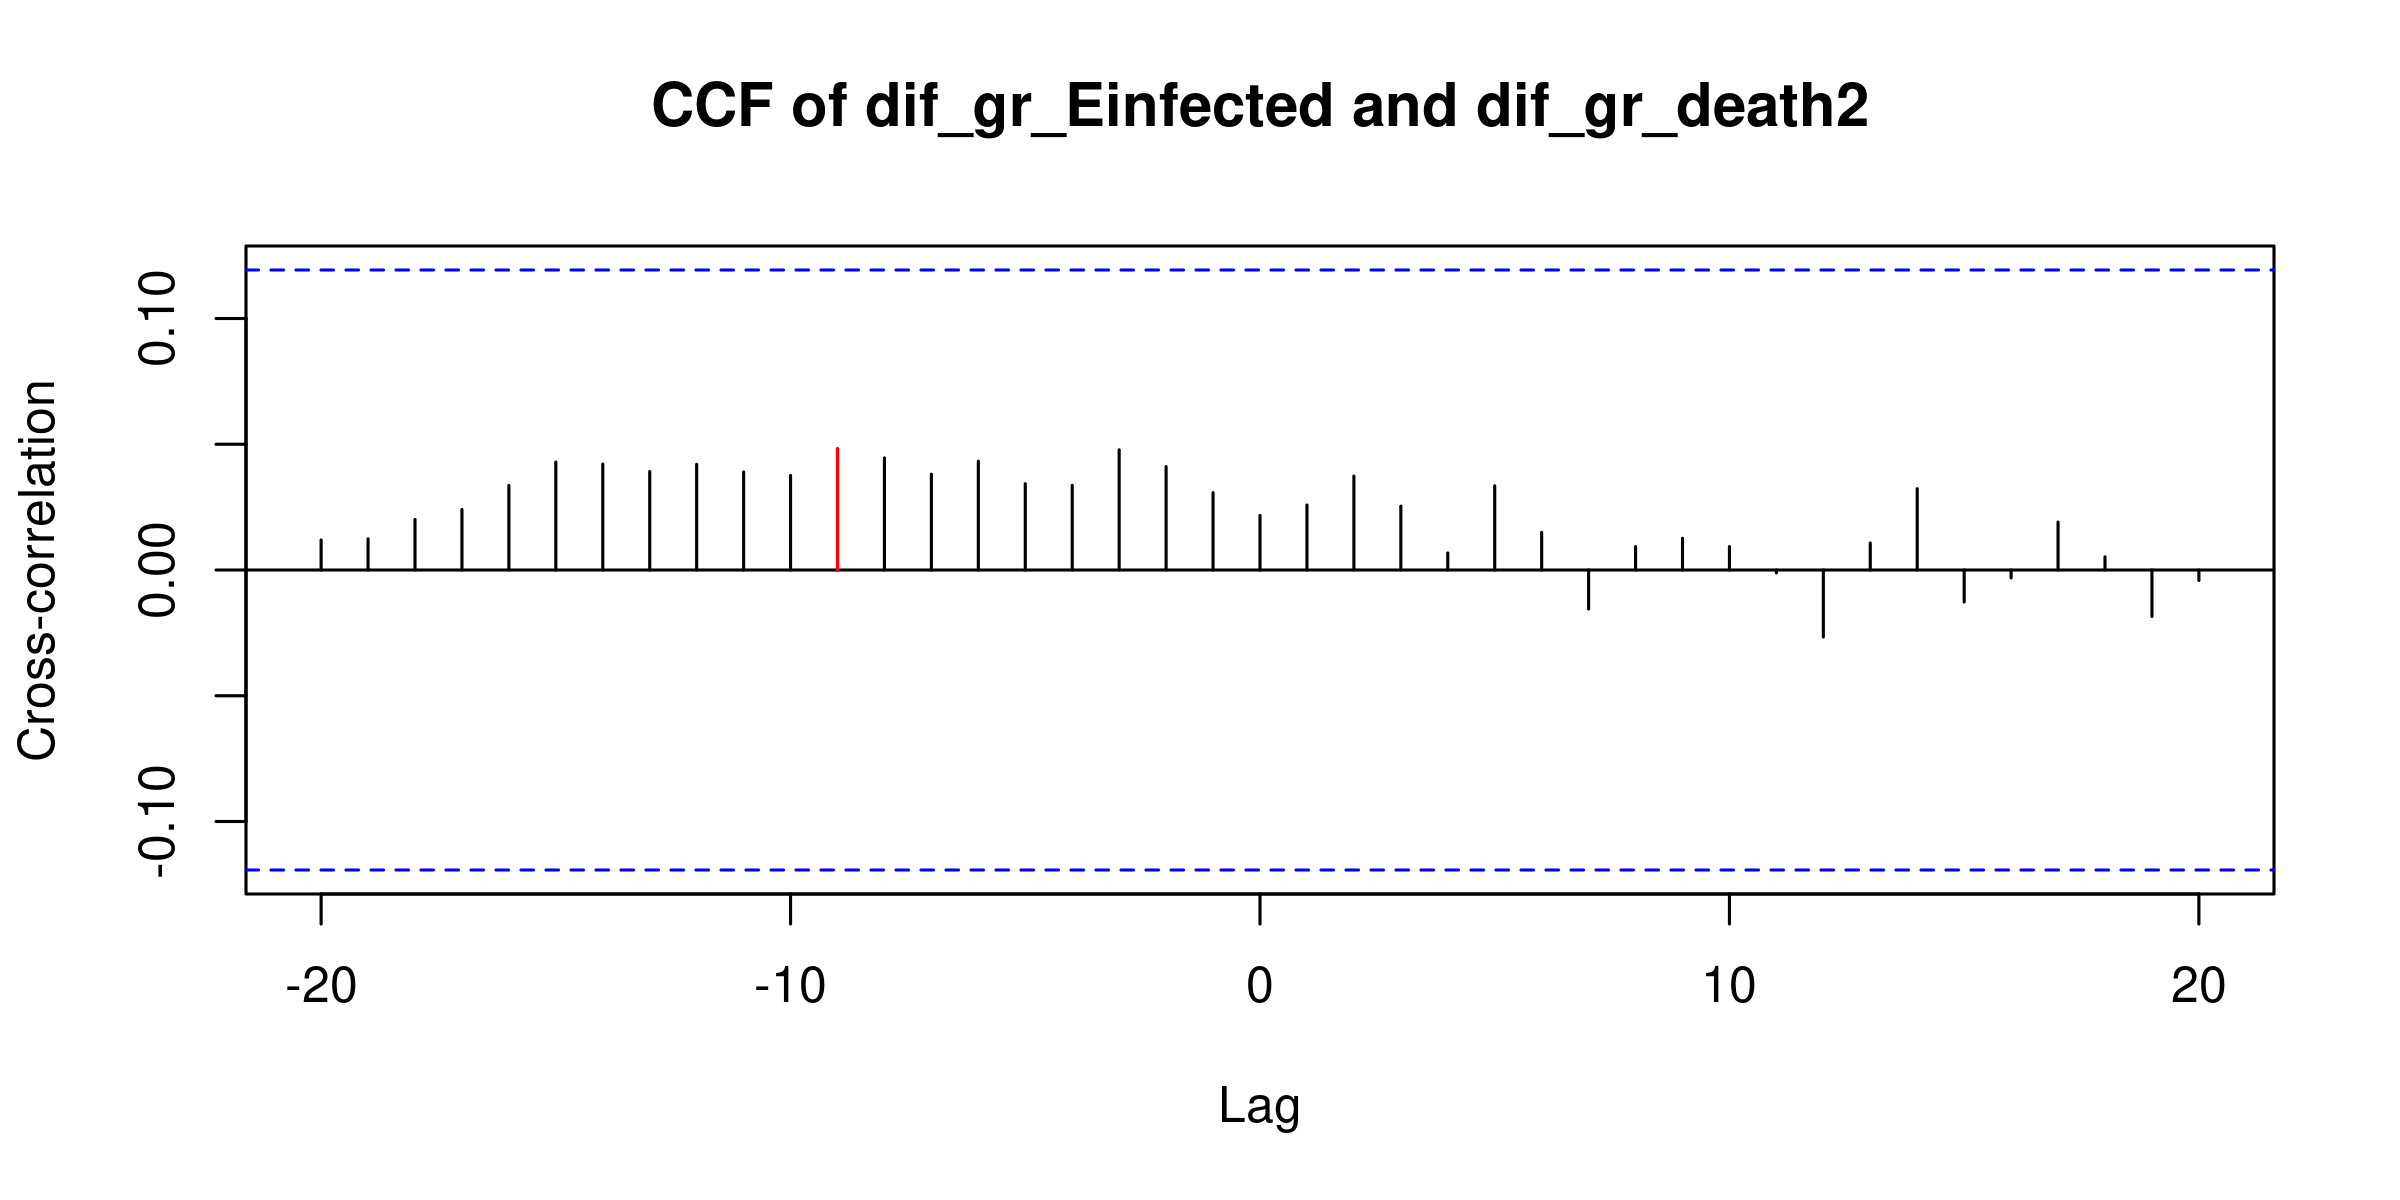 CCF of dif_gr_Einfected and dif_gr_death2
Cross-correlation
0.10
0.00
-0.10
-20 -10 0 10 20
Lag